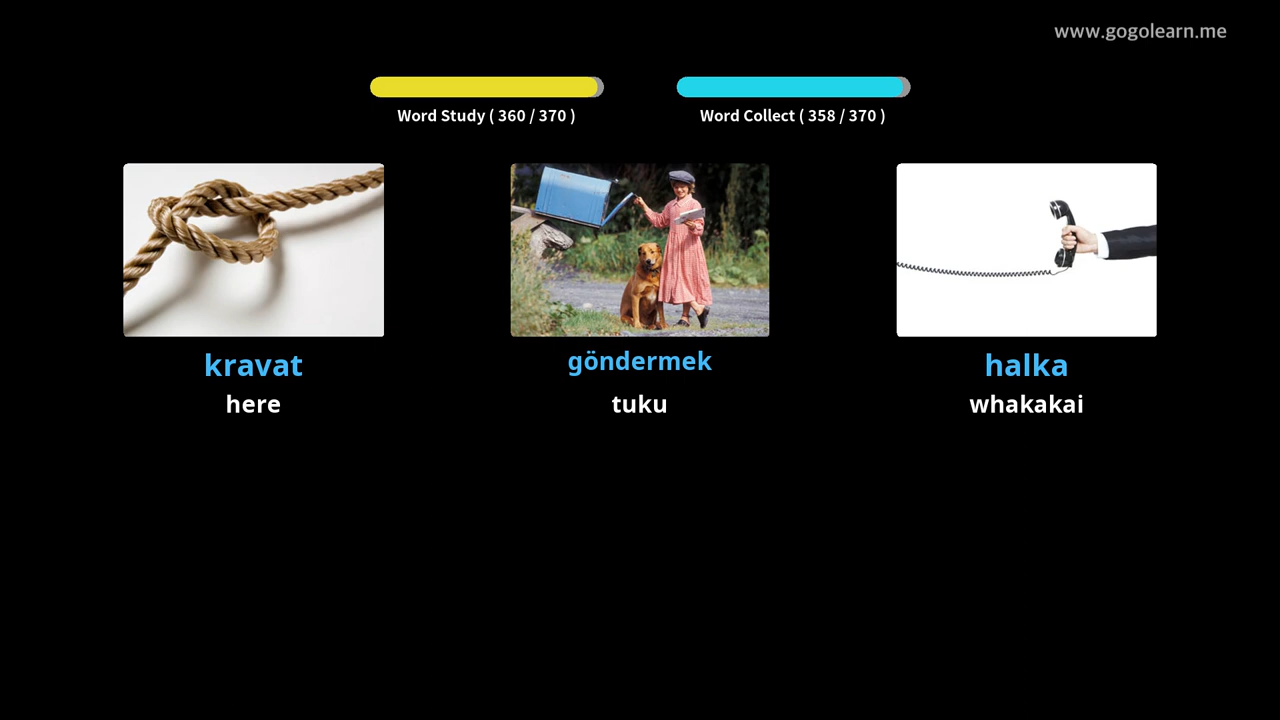 www.gogolearn.me
Word Study ( 360 / 370 )
Word Collect ( 358 / 370 )
kravat
göndermek
halka
here
tuku
whakakai